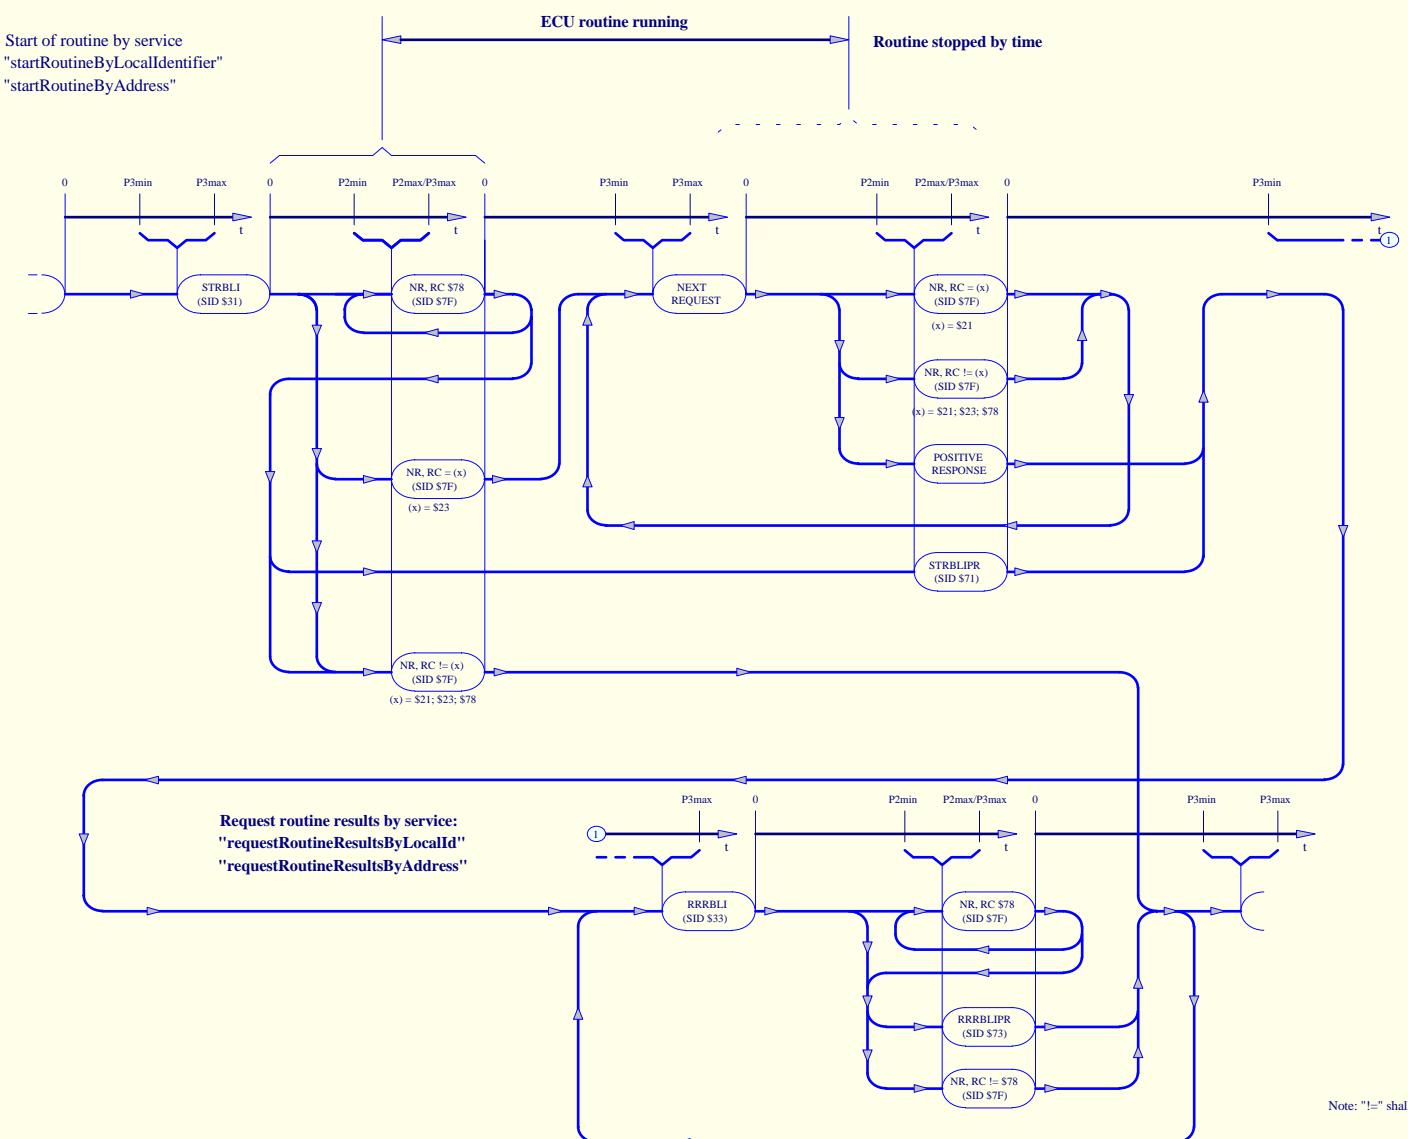 ECU routine running
Start of routine by service
"startRoutineByLocalIdentifier"
"startRoutineByAddress"
Routine stopped by time
0 P3min P3max 0 P2min P2max/P3max 0 P3min P3max 0 P2min P2max/P3max 0 P3min
t t t t t
1
STRBLI
(SID $31)
NR, RC $78
(SID $7F)
NEXT
REQUEST
NR, RC = (x)
(SID $7F)
(x) = $21
NR, RC != (x)
(SID $7F)
(x) = $21; $23; $78
POSITIVE
RESPONSE
NR, RC = (x)
(SID $7F)
(x) = $23
STRBLIPR
(SID $71)
NR, RC != (x)
(SID $7F)
(x) = $21; $23; $78
P3max 0 P2min P2max/P3max 0 P3min P3max
Request routine results by service:
"requestRoutineResultsByLocalId"
"requestRoutineResultsByAddress"
1
t t t
RRRBLI
(SID $33)
NR, RC $78
(SID $7F)
RRRBLIPR
(SID $73)
NR, RC != $78
(SID $7F)
Note: "!=" shal